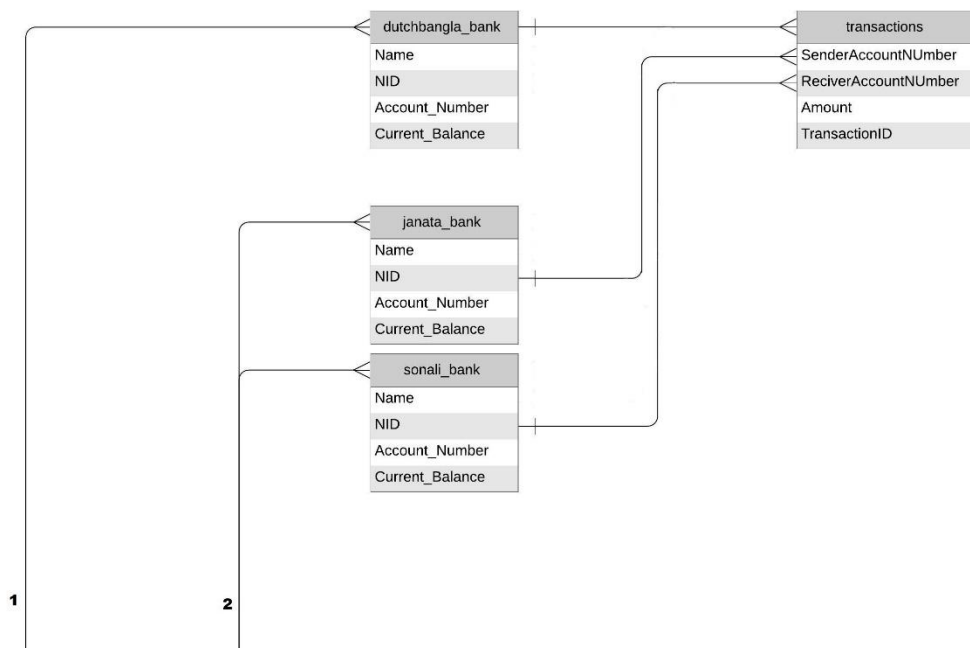 dutchbangla_bank
Name
NID
Account_Number
Current_Balance
transactions
SenderAccountNUmber
ReciverAccountNUmber
Amount
TransactionID
janata_bank
Name
NID
Account_Number
Current_Balance
sonali_bank
Name
NID
Account_Number
Current_Balance
1
2